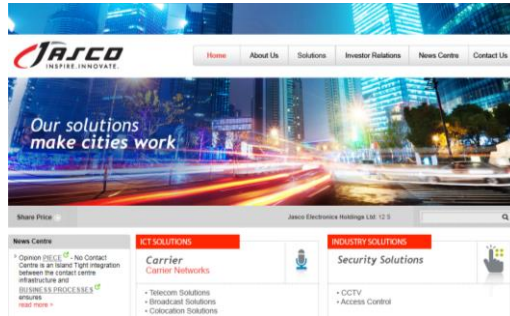 JASCO
INSPIRE.INNOVATE.
Home About Us Solutions Investor Relations News Centre Contact Us
Our solutions
make cities work
Share Price
Jasco Electronics Holdings Ltd: 12 S
News Centre
Opinion PIECE - No Contact
Centre is an Island Tight integration
between the contact centre
infrastructure and
BUSINESS PROCESSES
ensures
read more »
ICT SOLUTIONS
Carrier
Carrier Networks
• Telecom Solutions
• Broadcast Solutions
• Colocation Solutions
INDUSTRY SOLUTIONS
Security Solutions
• CCTV
• Access Control